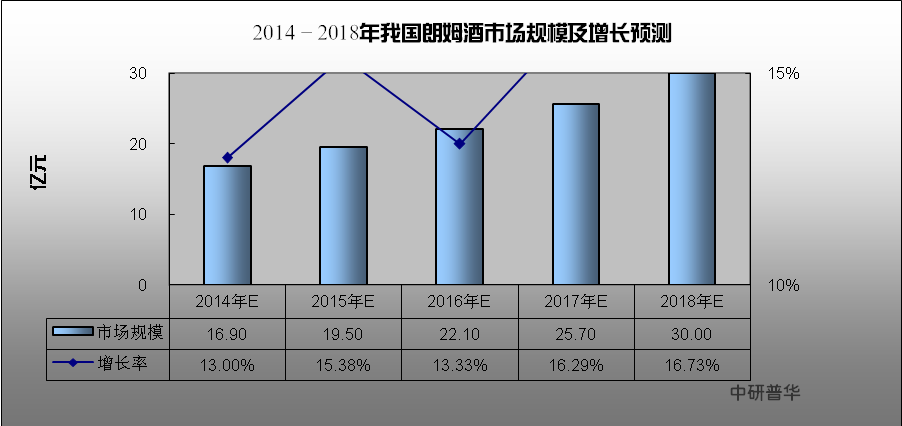 2014－2018年我国朗姆酒市场规模及增长预测
亿元
30
20
10
0
15%
10%
2014年E 2015年E 2016年E 2017年E 2018年E
市场规模 16.90 19.50 22.10 25.70 30.00
增长率 13.00% 15.38% 13.33% 16.29% 16.73%
中研普华